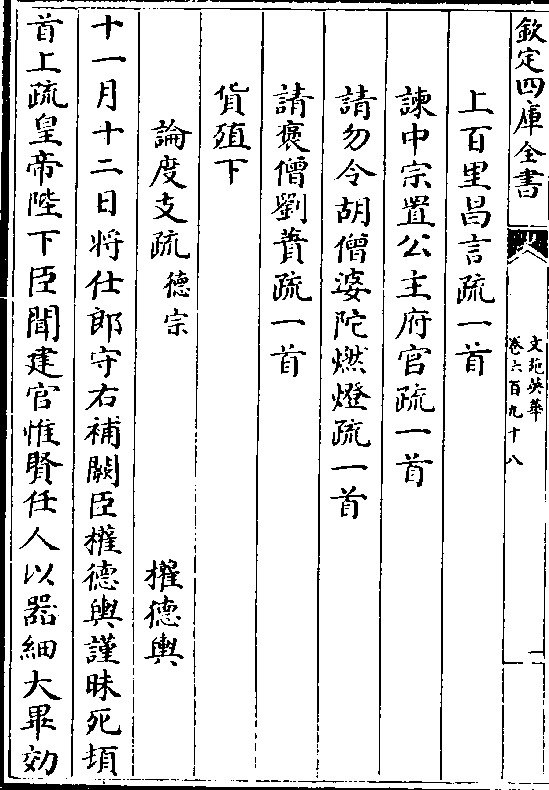 欽定四庫全書
文苑英華
卷六百九十八
上百里昌言疏一首
諫中宗置公主府官疏一首
請勿令胡僧婆陀燃燈疏一首
請褒僧劉蕡疏一首
貨殖下
論度支疏德宗 權德輿
十一月十二日將仕郎守右補闕臣權德輿謹昧死頓
首上疏皇帝陛下臣聞建官惟賢任人以器細大畢効